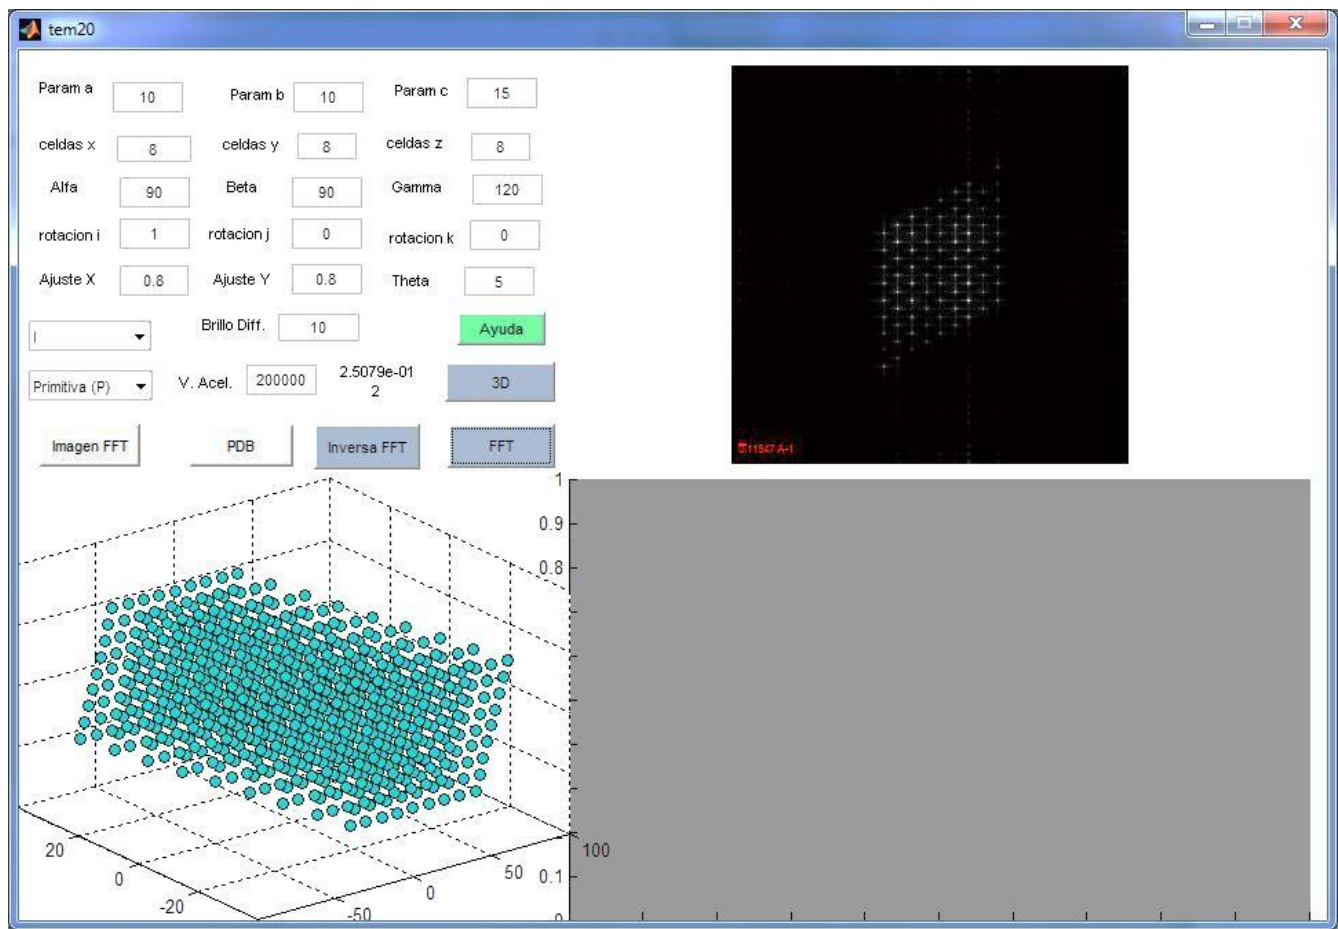 tem20
Param a 10 Param b 10 Param c 15
celdas x 8 celdas y 8 celdas z 8
Alfa 90 Beta 90 Gamma 120
rotacion i 1 rotacion j 0 rotacion k 0
Ajuste X 0.8 Ajuste Y 0.8 Theta 5
I Brillo Diff. 10 Ayuda
Primitiva (P) V. Acel. 200000 2.5079e-01 3D
2
Imagen FFT PDB Inversa FFT FFT
A-1
1
0.9
0.8
20
0
-20
-50
0
50
100
0.1
0